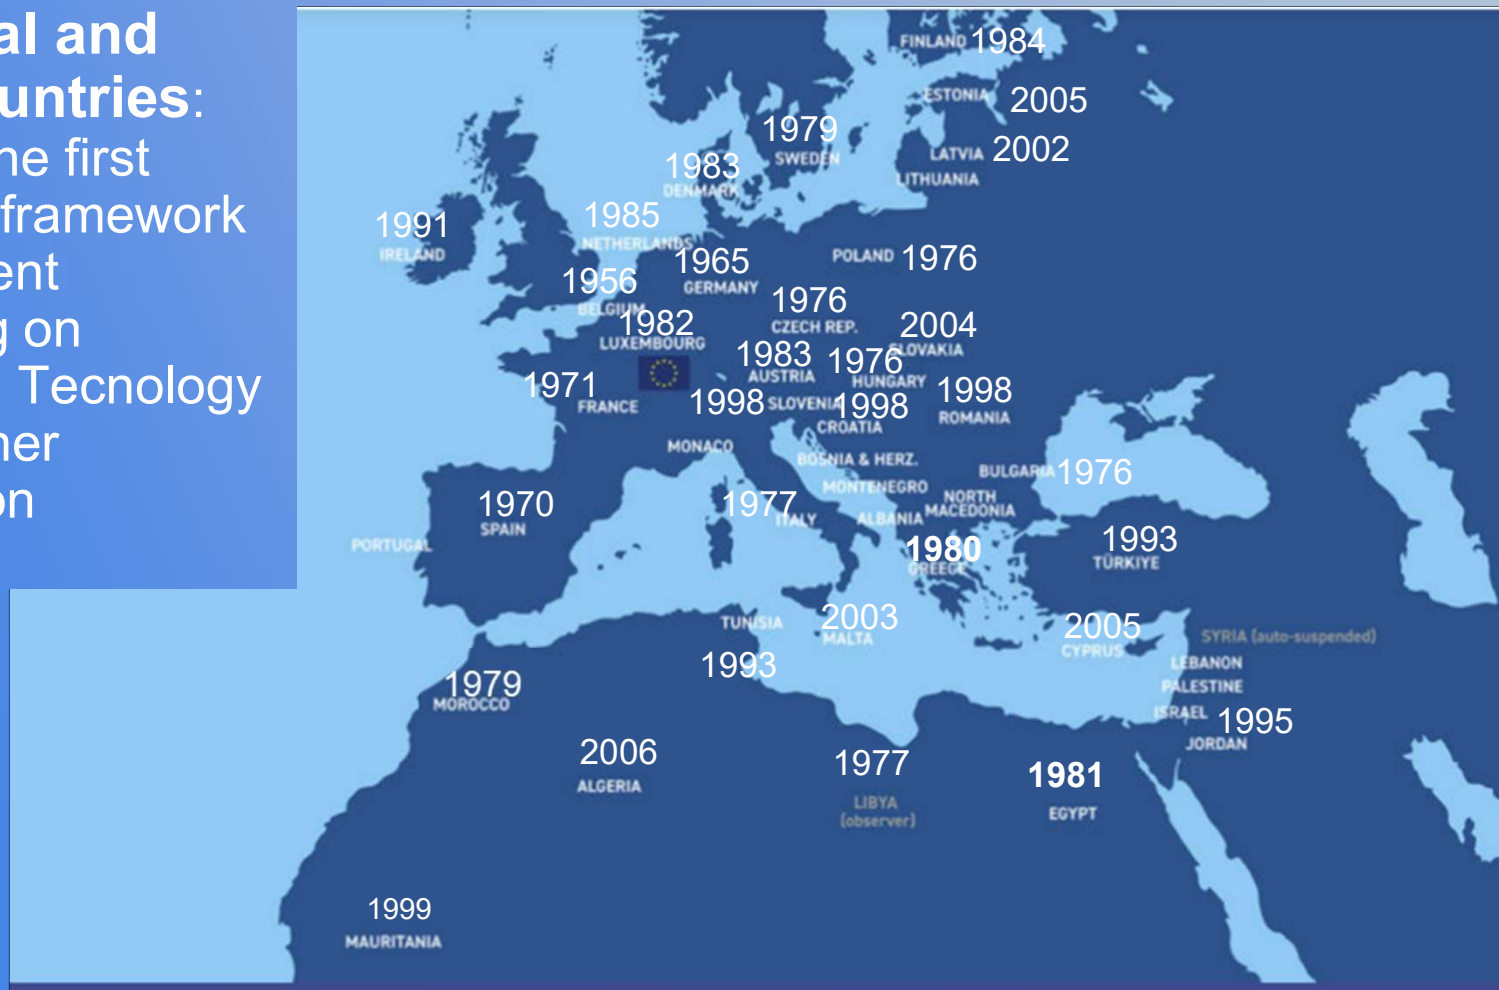 al and
ountries:
he first
framework
ent
g on
Tecnology
her
on
FINLAND 1984
ESTONIA 2005
1979
SWEDEN
LATVIA 2002
LITHUANIA
1983
DENMARK
1991
IRELAND
1985
NETHERLANDS
POLAND 1976
1965
GERMANY
1956
BELGIUM
1976
CZECH REP.
1982
LUXEMBOURG
2004
SLOVAKIA
1983
AUSTRIA
1976
HUNGARY
1971
FRANCE
1998 SLOVENIA
1998
CROATIA
1998
ROMANIA
MONACO
BOSNIA & HERZ.
BULGARIA 1976
MONTENEGRO
NORTH
MACEDONIA
1970
SPAIN
1977
ITALY
ALBANIA
PORTUGAL
1980
GREECE
1993
TÜRKIYE
TUNISIA
1993
2003
MALTA
2005
CYPRUS
SYRIA (auto-suspended)
LEBANON
PALESTINE
ISRAEL 1995
JORDAN
1979
MOROCCO
2006
ALGERIA
1977
LIBYA
(observer)
1981
EGYPT
1999
MAURITANIA